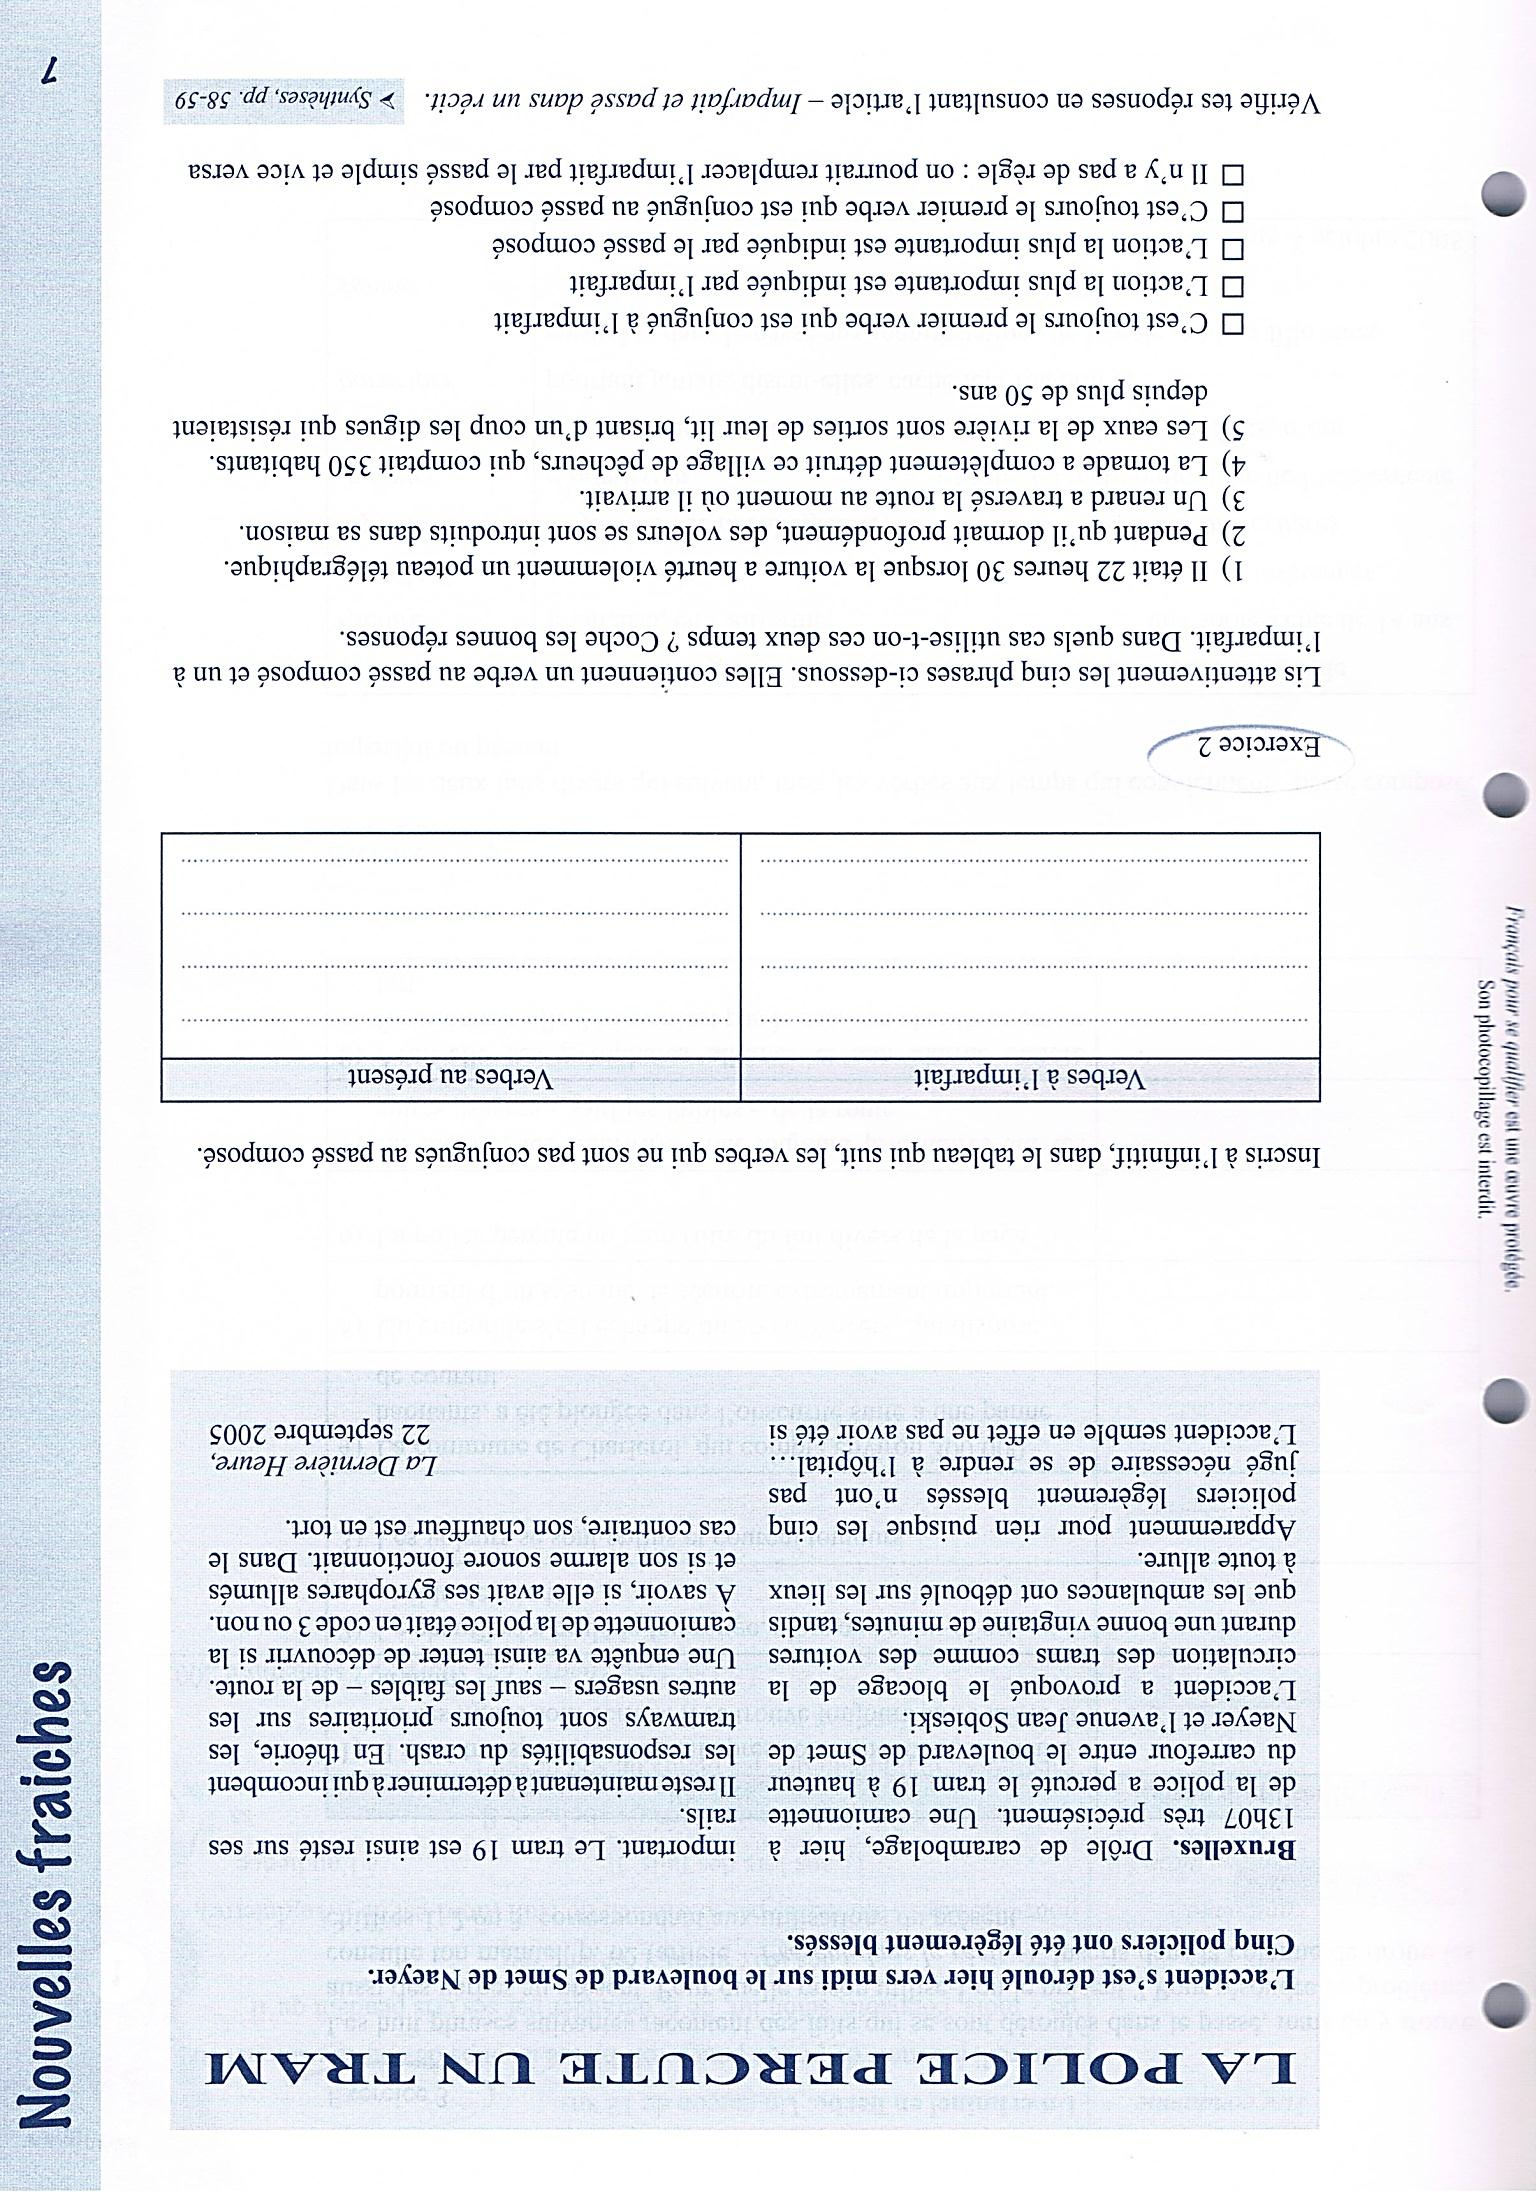 Nouvelles fraiches
LA POLICE PERCUTE UN TRAM
L'accident s'est déroulé hier vers midi sur le boulevard de Smet de Naeyer.
Cinq policiers ont été légèrement blessés.
Bruxelles. Drôle de carambolage, hier à
13h07 très précisément. Une camionnette
de la police a percuté le tram 19 à hauteur
du carrefour entre le boulevard de Smet de
Naeyer et l'avenue Jean Sobieski.
L'accident a provoqué le blocage de la
circulation des trams comme des voitures
durant une bonne vingtaine de minutes, tandis
que les ambulances ont déboulé sur les lieux
à toute allure.
Apparemment pour rien puisque les cinq
policiers légèrement blessés n'ont pas
jugé nécessaire de se rendre à l'hôpital...
L'accident semble en effet ne pas avoir été si
important. Le tram 19 est ainsi resté sur ses
rails.
Il reste maintenant à déterminer à qui incombent
les responsabilités du crash. En théorie, les
tramways sont toujours prioritaires sur les
autres usagers – sauf les faibles – de la route.
Une enquête va ainsi tenter de découvrir si la
camionnette de la police était en code 3 ou non.
À savoir, si elle avait ses gyrophares allumés
et si son alarme sonore fonctionnait. Dans le
cas contraire, son chauffeur est en tort.
La Dernière Heure,
22 septembre 2005
Inscris à l'infinitif, dans le tableau qui suit, les verbes qui ne sont pas conjugués au passé composé.
Verbes à l'imparfait
Verbes au présent
Exercice 2
Lis attentivement les cinq phrases ci-dessous. Elles contiennent un verbe au passé composé et un à
l'imparfait. Dans quels cas utilise-t-on ces deux temps ? Coche les bonnes réponses.
1) Il était 22 heures 30 lorsque la voiture a heurté violemment un poteau télégraphique.
2) Pendant qu'il dormait profondément, des voleurs se sont introduits dans sa maison.
3) Un renard a traversé la route au moment où il arrivait.
4) La tornade a complètement détruit ce village de pêcheurs, qui comptait 350 habitants.
5) Les eaux de la rivière sont sorties de leur lit, brisant d'un coup les digues qui résistaient
depuis plus de 50 ans.
☐ C'est toujours le premier verbe qui est conjugué à l'imparfait
☐ L'action la plus importante est indiquée par l'imparfait
☐ L'action la plus importante est indiquée par le passé composé
☐ C'est toujours le premier verbe qui est conjugué au passé composé
☐ Il n'y a pas de règle : on pourrait remplacer l'imparfait par le passé simple et vice versa
Vérifie tes réponses en consultant l'article – Imparfait et passé dans un récit.
➤ Synthèses, pp. 58-59
Français pour se qualifier est une œuvre protégée.
Son photocopillage est interdit.
7